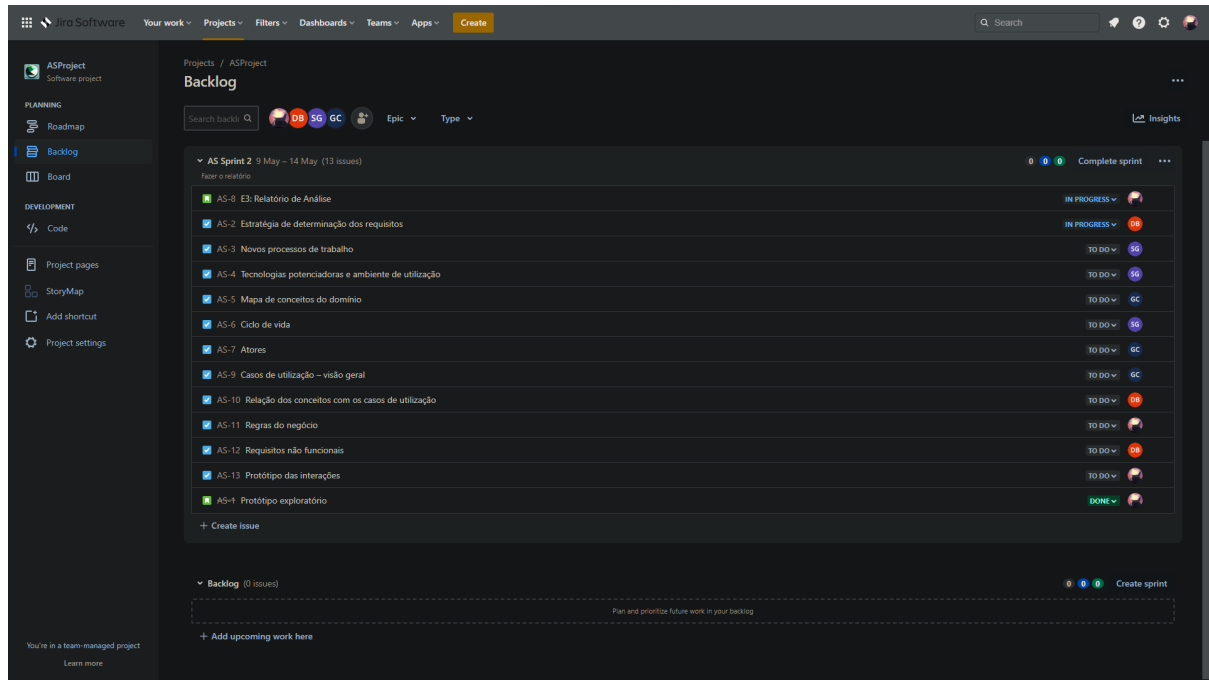 Jira Software Your work Projects Filters Dashboards Teams Apps Create Search
ASProject
Software project
PLANNING
Roadmap
Backlog
Board
DEVELOPMENT
Code
Project pages
StoryMap
Add shortcut
Project settings
You're in a team-managed project
Learn more
Projects / ASProject
Backlog
Search backl DB SG GC Epic Type Insights
AS Sprint 2 9 May – 14 May (13 issues) 0 0 0 Complete sprint
Fazer o relatório
AS-8 E3: Relatório de Análise IN PROGRESS
AS-2 Estratégia de determinação dos requisitos IN PROGRESS DB
AS-3 Novos processos de trabalho TO DO SG
AS-4 Tecnologias potenciadoras e ambiente de utilização TO DO SG
AS-5 Mapa de conceitos do domínio TO DO GC
AS-6 Ciclo de vida TO DO SG
AS-7 Atores TO DO GC
AS-9 Casos de utilização – visão geral TO DO GC
AS-10 Relação dos conceitos com os casos de utilização TO DO DB
AS-11 Regras do negócio TO DO
AS-12 Requisitos não funcionais TO DO DB
AS-13 Protótipo das interações TO DO
AS-1 Protótipo exploratório DONE
+ Create issue
Backlog (0 issues) 0 0 0 Create sprint
Plan and prioritize future work in your backlog
+ Add upcoming work here